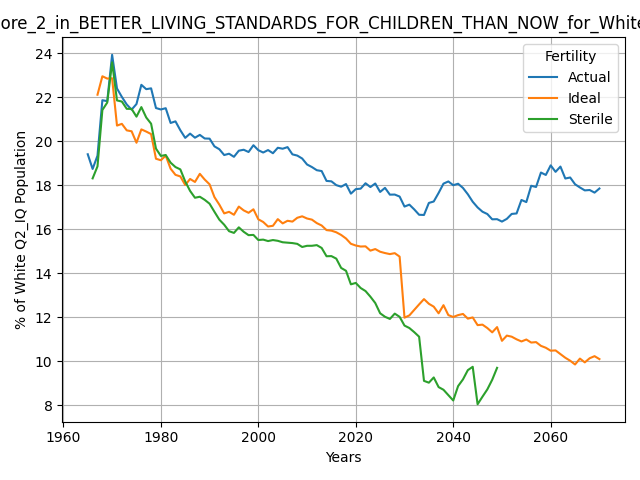 ore_2_in_BETTER_LIVING_STANDARDS_FOR_CHILDREN_THAN_NOW_for_White
Fertility
Actual
Ideal
Sterile
% of White Q2_IQ Population
24
22
20
18
16
14
12
10
8
1960 1980 2000 2020 2040 2060
Years